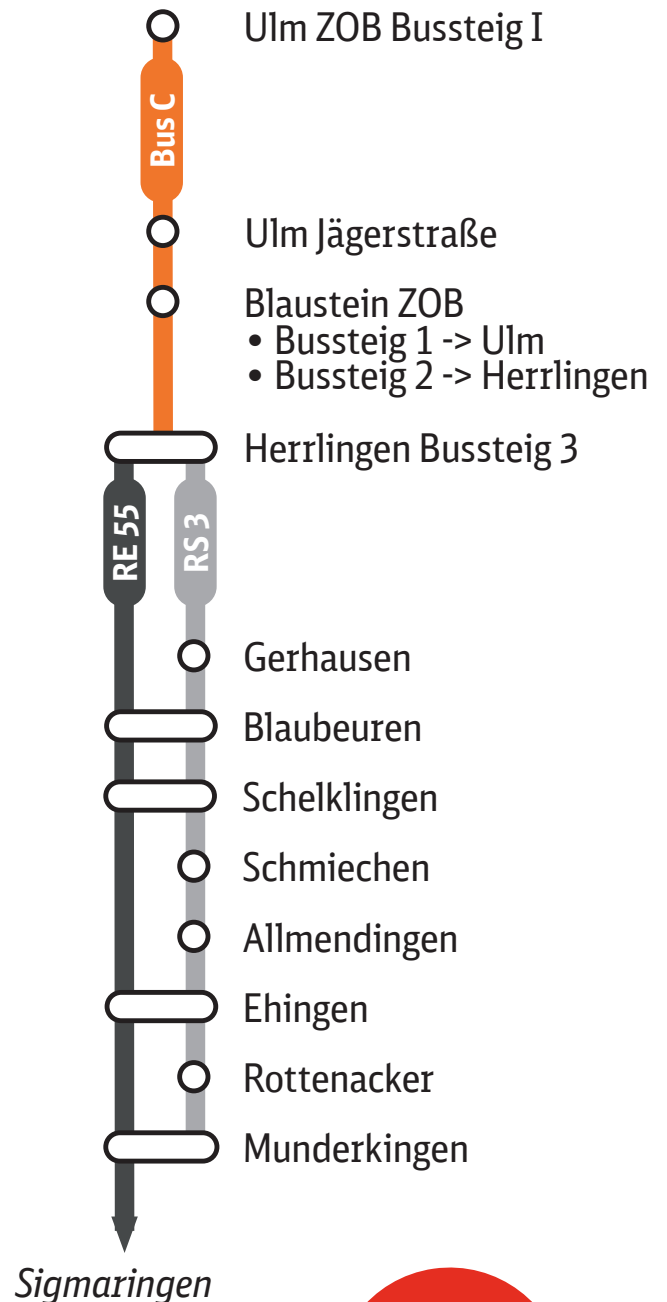 Ulm ZOB Bussteig I
Bus C
Ulm Jägerstraße
Blaustein ZOB
• Bussteig 1 -> Ulm
• Bussteig 2 -> Herrlingen
Herrlingen Bussteig 3
RE 55
RS 3
Gerhausen
Blaubeuren
Schelklingen
Schmiechen
Allmendingen
Ehingen
Rottenacker
Munderkingen
Sigmaringen